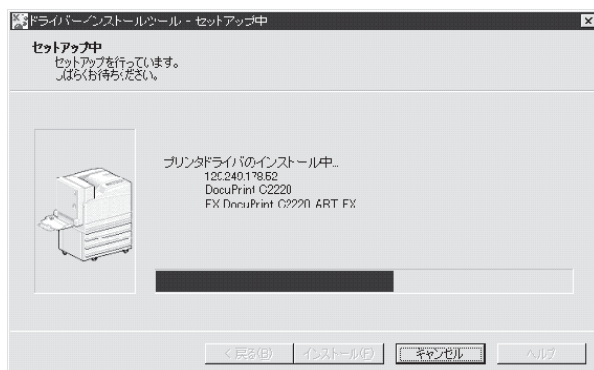 ドライバーインストールツール - セットアップ中
セットアップ中
セットアップを行っています。
しばらくお待ちください。
プリンタドライバのインストール中...
129.249.178.52
DocuPrint C2220
FX DocuPrint C2220 ART EX
< 戻る(B) インストール(F) キャンセル ヘルプ